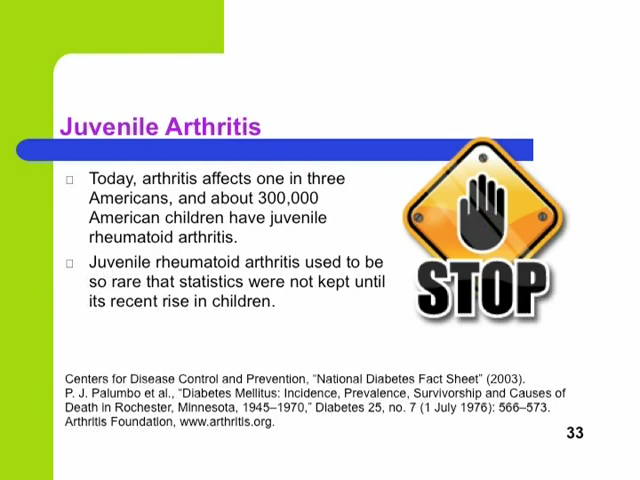 Juvenile Arthritis
Today, arthritis affects one in three
Americans, and about 300,000
American children have juvenile
rheumatoid arthritis.
Juvenile rheumatoid arthritis used to be
so rare that statistics were not kept until
its recent rise in children.
STOP
Centers for Disease Control and Prevention, “National Diabetes Fact Sheet” (2003).
P. J. Palumbo et al., “Diabetes Mellitus: Incidence, Prevalence, Survivorship and Causes of
Death in Rochester, Minnesota, 1945–1970,” Diabetes 25, no. 7 (1 July 1976): 566–573.
Arthritis Foundation, www.arthritis.org.
33